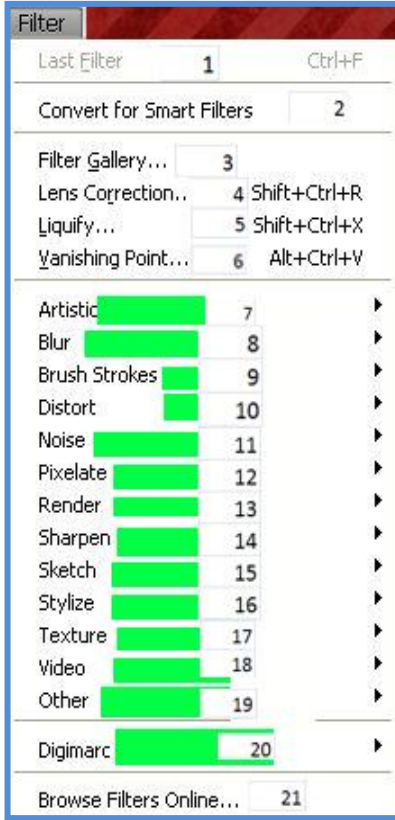 Filter
Last Filter 1 Ctrl+F
Convert for Smart Filters 2
Filter Gallery... 3
Lens Correction.. 4 Shift+Ctrl+R
Liquify... 5 Shift+Ctrl+X
Vanishing Point... 6 Alt+Ctrl+V
Artistic 7
Blur 8
Brush Strokes 9
Distort 10
Noise 11
Pixelate 12
Render 13
Sharpen 14
Sketch 15
Stylize 16
Texture 17
Video 18
Other 19
Digimarc 20
Browse Filters Online... 21